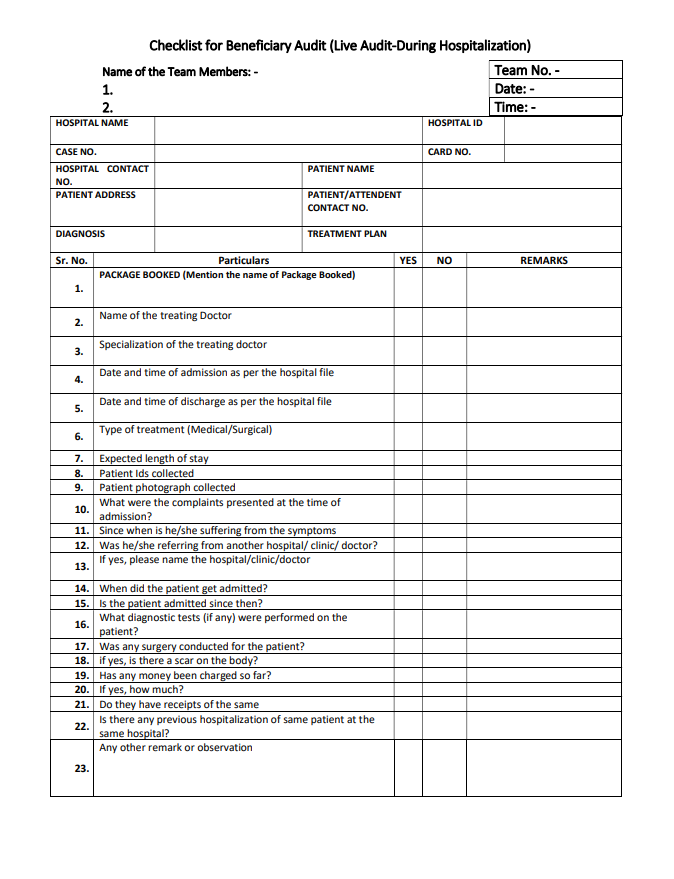 Checklist for Beneficiary Audit (Live Audit-During Hospitalization)
Name of the Team Members: -
1.
2.
Team No. -
Date: -
Time: -
HOSPITAL NAME
HOSPITAL ID
CASE NO.
CARD NO.
HOSPITAL CONTACT
NO.
PATIENT NAME
PATIENT ADDRESS
PATIENT/ATTENDENT
CONTACT NO.
DIAGNOSIS
TREATMENT PLAN
Sr. No. Particulars YES NO REMARKS
1. PACKAGE BOOKED (Mention the name of Package Booked)
2. Name of the treating Doctor
3. Specialization of the treating doctor
4. Date and time of admission as per the hospital file
5. Date and time of discharge as per the hospital file
6. Type of treatment (Medical/Surgical)
7. Expected length of stay
8. Patient Ids collected
9. Patient photograph collected
10. What were the complaints presented at the time of
admission?
11. Since when is he/she suffering from the symptoms
12. Was he/she referring from another hospital/ clinic/ doctor?
13. If yes, please name the hospital/clinic/doctor
14. When did the patient get admitted?
15. Is the patient admitted since then?
16. What diagnostic tests (if any) were performed on the
patient?
17. Was any surgery conducted for the patient?
18. if yes, is there a scar on the body?
19. Has any money been charged so far?
20. If yes, how much?
21. Do they have receipts of the same
22. Is there any previous hospitalization of same patient at the
same hospital?
23. Any other remark or observation